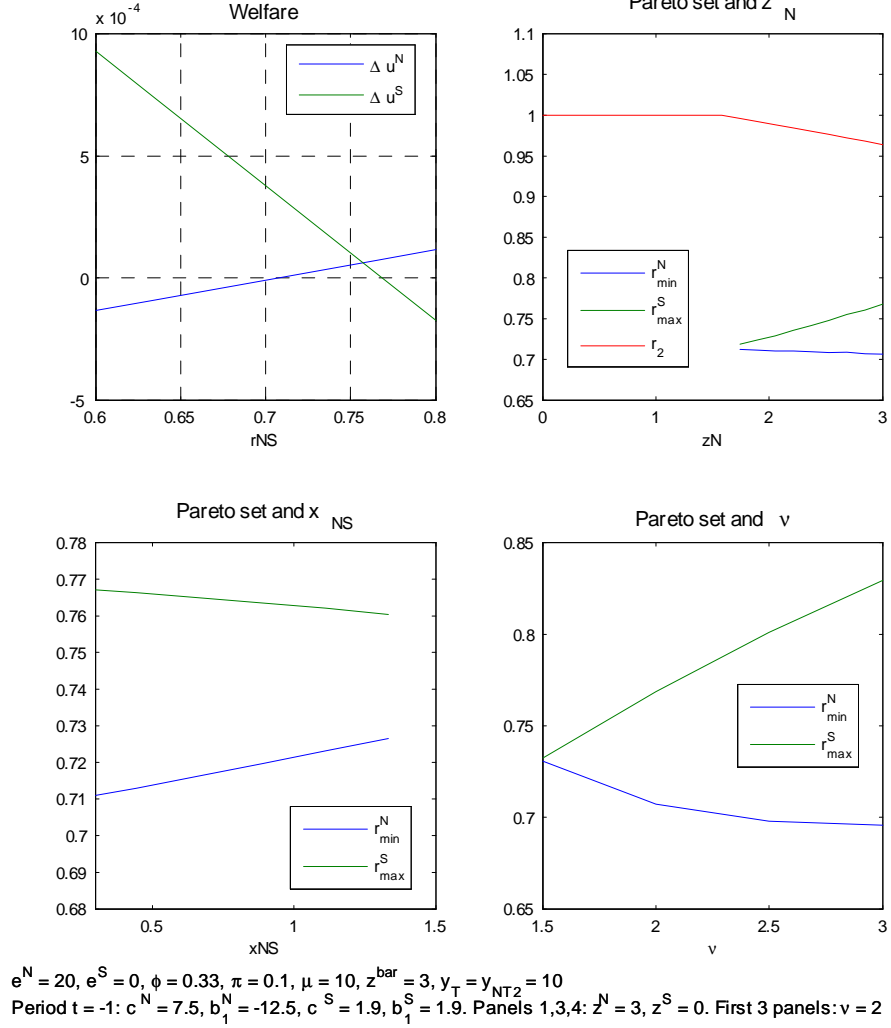 Welfare
x 10^-4
10
5
0
-5
0.6 0.65 0.7 0.75 0.8
rNS
Δ u^N
Δ u^S
Pareto set and z_N
1.1
1.05
1
0.95
0.9
0.85
0.8
0.75
0.7
0.65
0 1 2 3
zN
r^N_min
r^S_max
r_2
Pareto set and x_NS
0.78
0.77
0.76
0.75
0.74
0.73
0.72
0.71
0.7
0.69
0.68
0.5 1 1.5
xNS
r^N_min
r^S_max
Pareto set and ν
0.85
0.8
0.75
0.7
0.65
1.5 2 2.5 3
ν
r^N_min
r^S_max
e^N = 20, e^S = 0, ϕ = 0.33, π = 0.1, μ = 10, z^bar = 3, y_T = y_NT2 = 10
Period t = -1: c^N = 7.5, b_1^N = -12.5, c^S = 1.9, b_1^S = 1.9. Panels 1,3,4: z^N = 3, z^S = 0. First 3 panels: ν = 2